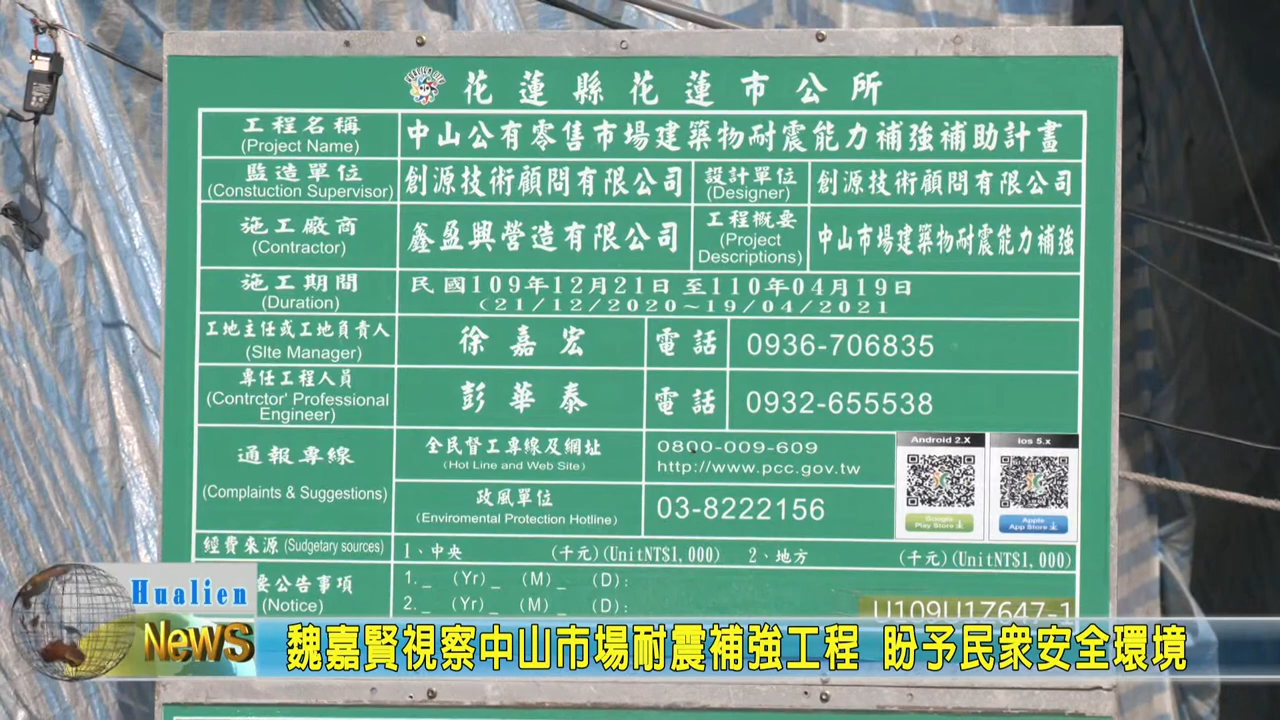 花蓮縣花蓮市公所
工程名稱
(Project Name)
中山公有零售市場建築物耐震能力補強補助計畫
監造單位
(Constuction Supervisor)
創源技術顧問有限公司
設計單位
(Designer)
創源技術顧問有限公司
施工廠商
(Contractor)
鑫盈興營造有限公司
工程概要
(Project
Descriptions)
中山市場建築物耐震能力補強
施工期間
(Duration)
民國109年12月21日至110年04月19日
(21/12/2020~19/04/2021
工地主任或工地負責人
(SIte Manager)
徐嘉宏
電話
0936-706835
專任工程人員
(Contrctor' Professional
Engineer)
彭華泰
電話
0932-655538
通報專線
(Complaints & Suggestions)
全民督工專線及網址
(Hot Line and Web Site)
0800-009-609
http://www.pcc.gov.tw
政風單位
(Enviromental Protection Hotline)
03-8222156
Android 2.X
Google
Play Store
ios 5.x
Apple
App Store
經費來源 (Sudgetary sources)
1、中央 (千元)(UnitNT$1,000) 2、地方 (千元)(UnitNT$1,000)
公告事項
(Notice)
1._ (Yr)_ (M)_ (D):
2._ (Yr)_ (M)_ (D):
U109U17647-1
Hualien
News
魏嘉賢視察中山市場耐震補強工程 盼予民眾安全環境